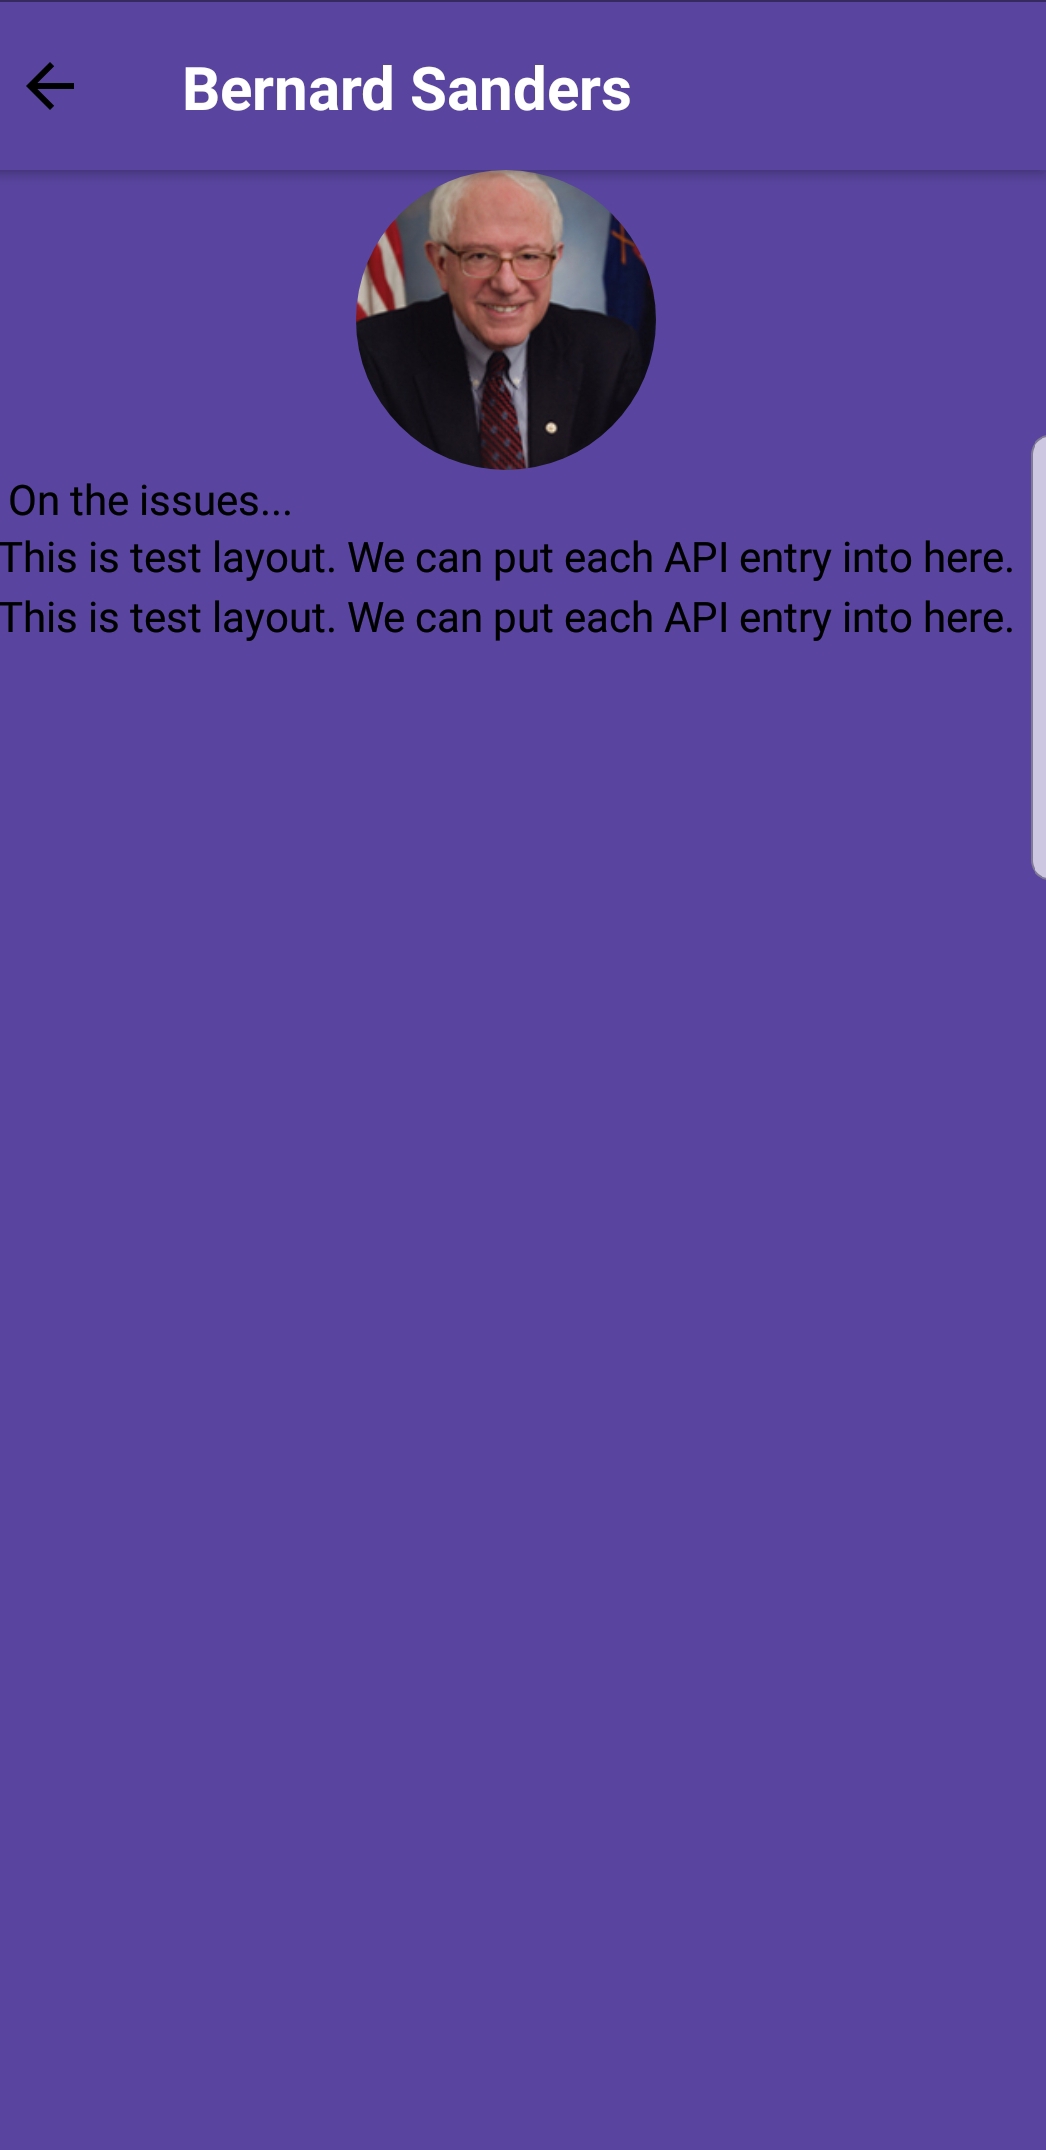 Bernard Sanders
On the issues...
This is test layout. We can put each API entry into here.
This is test layout. We can put each API entry into here.